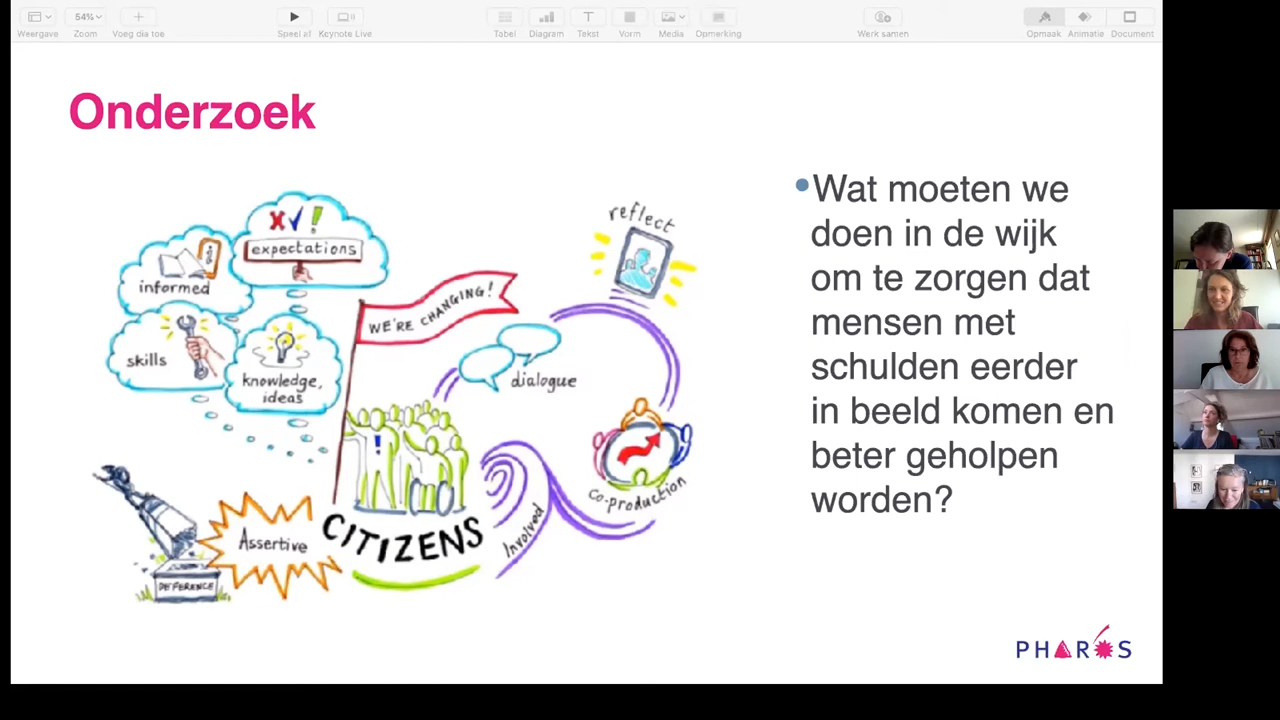 54%
Weergave
Zoom
Voeg dia toe
Speel af
Keynote Live
Tabel
Diagram
Tekst
Vorm
Media
Opmerking
Werk samen
Opmaak
Animatie
Document
Onderzoek
expectations
informed
skills
knowledge,
ideas
WE'RE CHANGING!
dialogue
reflect
co-production
Involved
CITIZENS
Assertive
DEFERENCE
•Wat moeten we
doen in de wijk
om te zorgen dat
mensen met
schulden eerder
in beeld komen en
beter geholpen
worden?
PHAROS